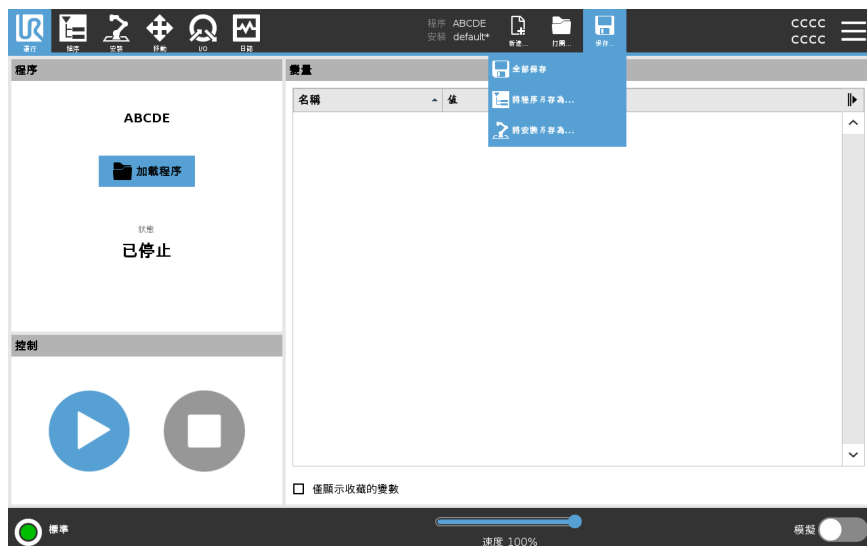 程序 ABCDE
安裝 default*
運行
程序
安裝
移動
I/O
日誌
新建...
打開...
保存...
CCCC
CCCC
全部保存
將程序另存為...
將安裝另存為...
程序
變量
名稱
值
ABCDE
加載程序
狀態
已停止
控制
僅顯示收藏的變數
標準
速度 100%
模擬